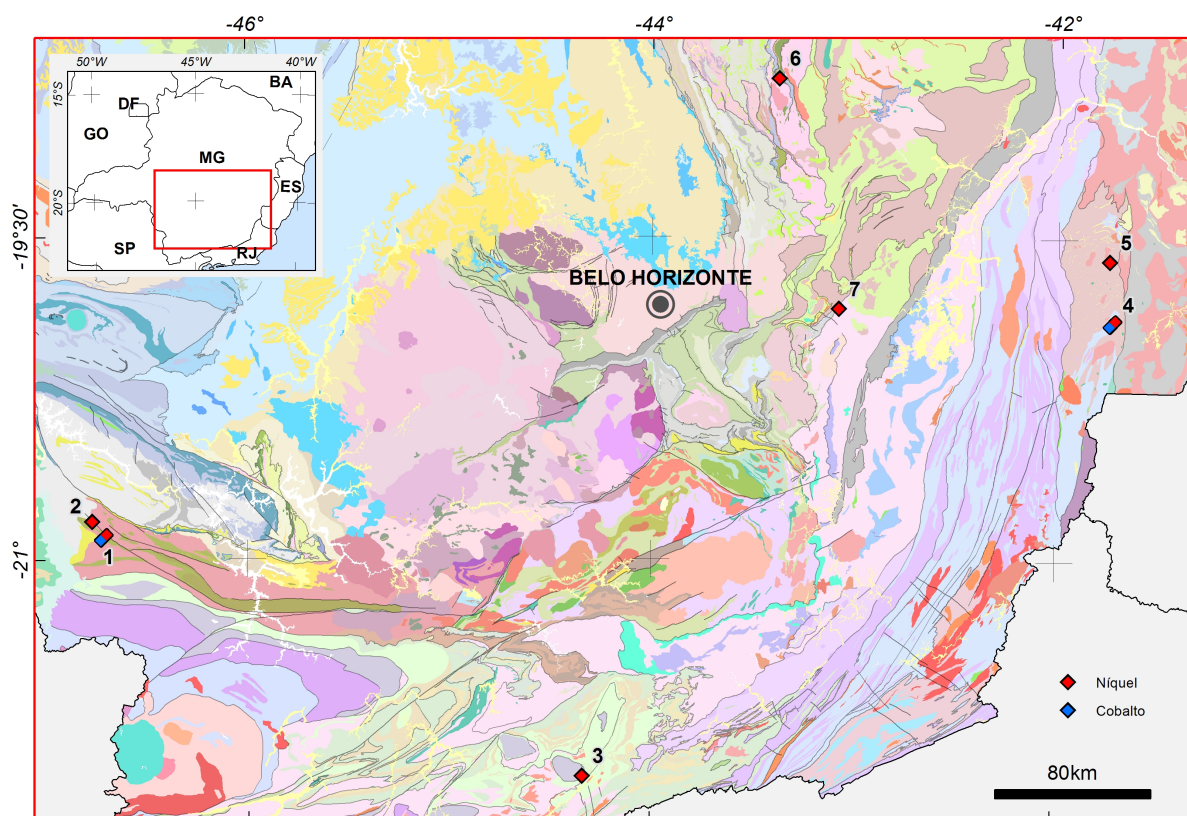 -46°
-44°
-42°
50°W
45°W
40°W
15°S
BA
DF
GO
MG
ES
20°S
SP
RJ
6
-19°30'
5
BELO HORIZONTE
7
4
2
1
-21°
Níquel
Cobalto
3
80km